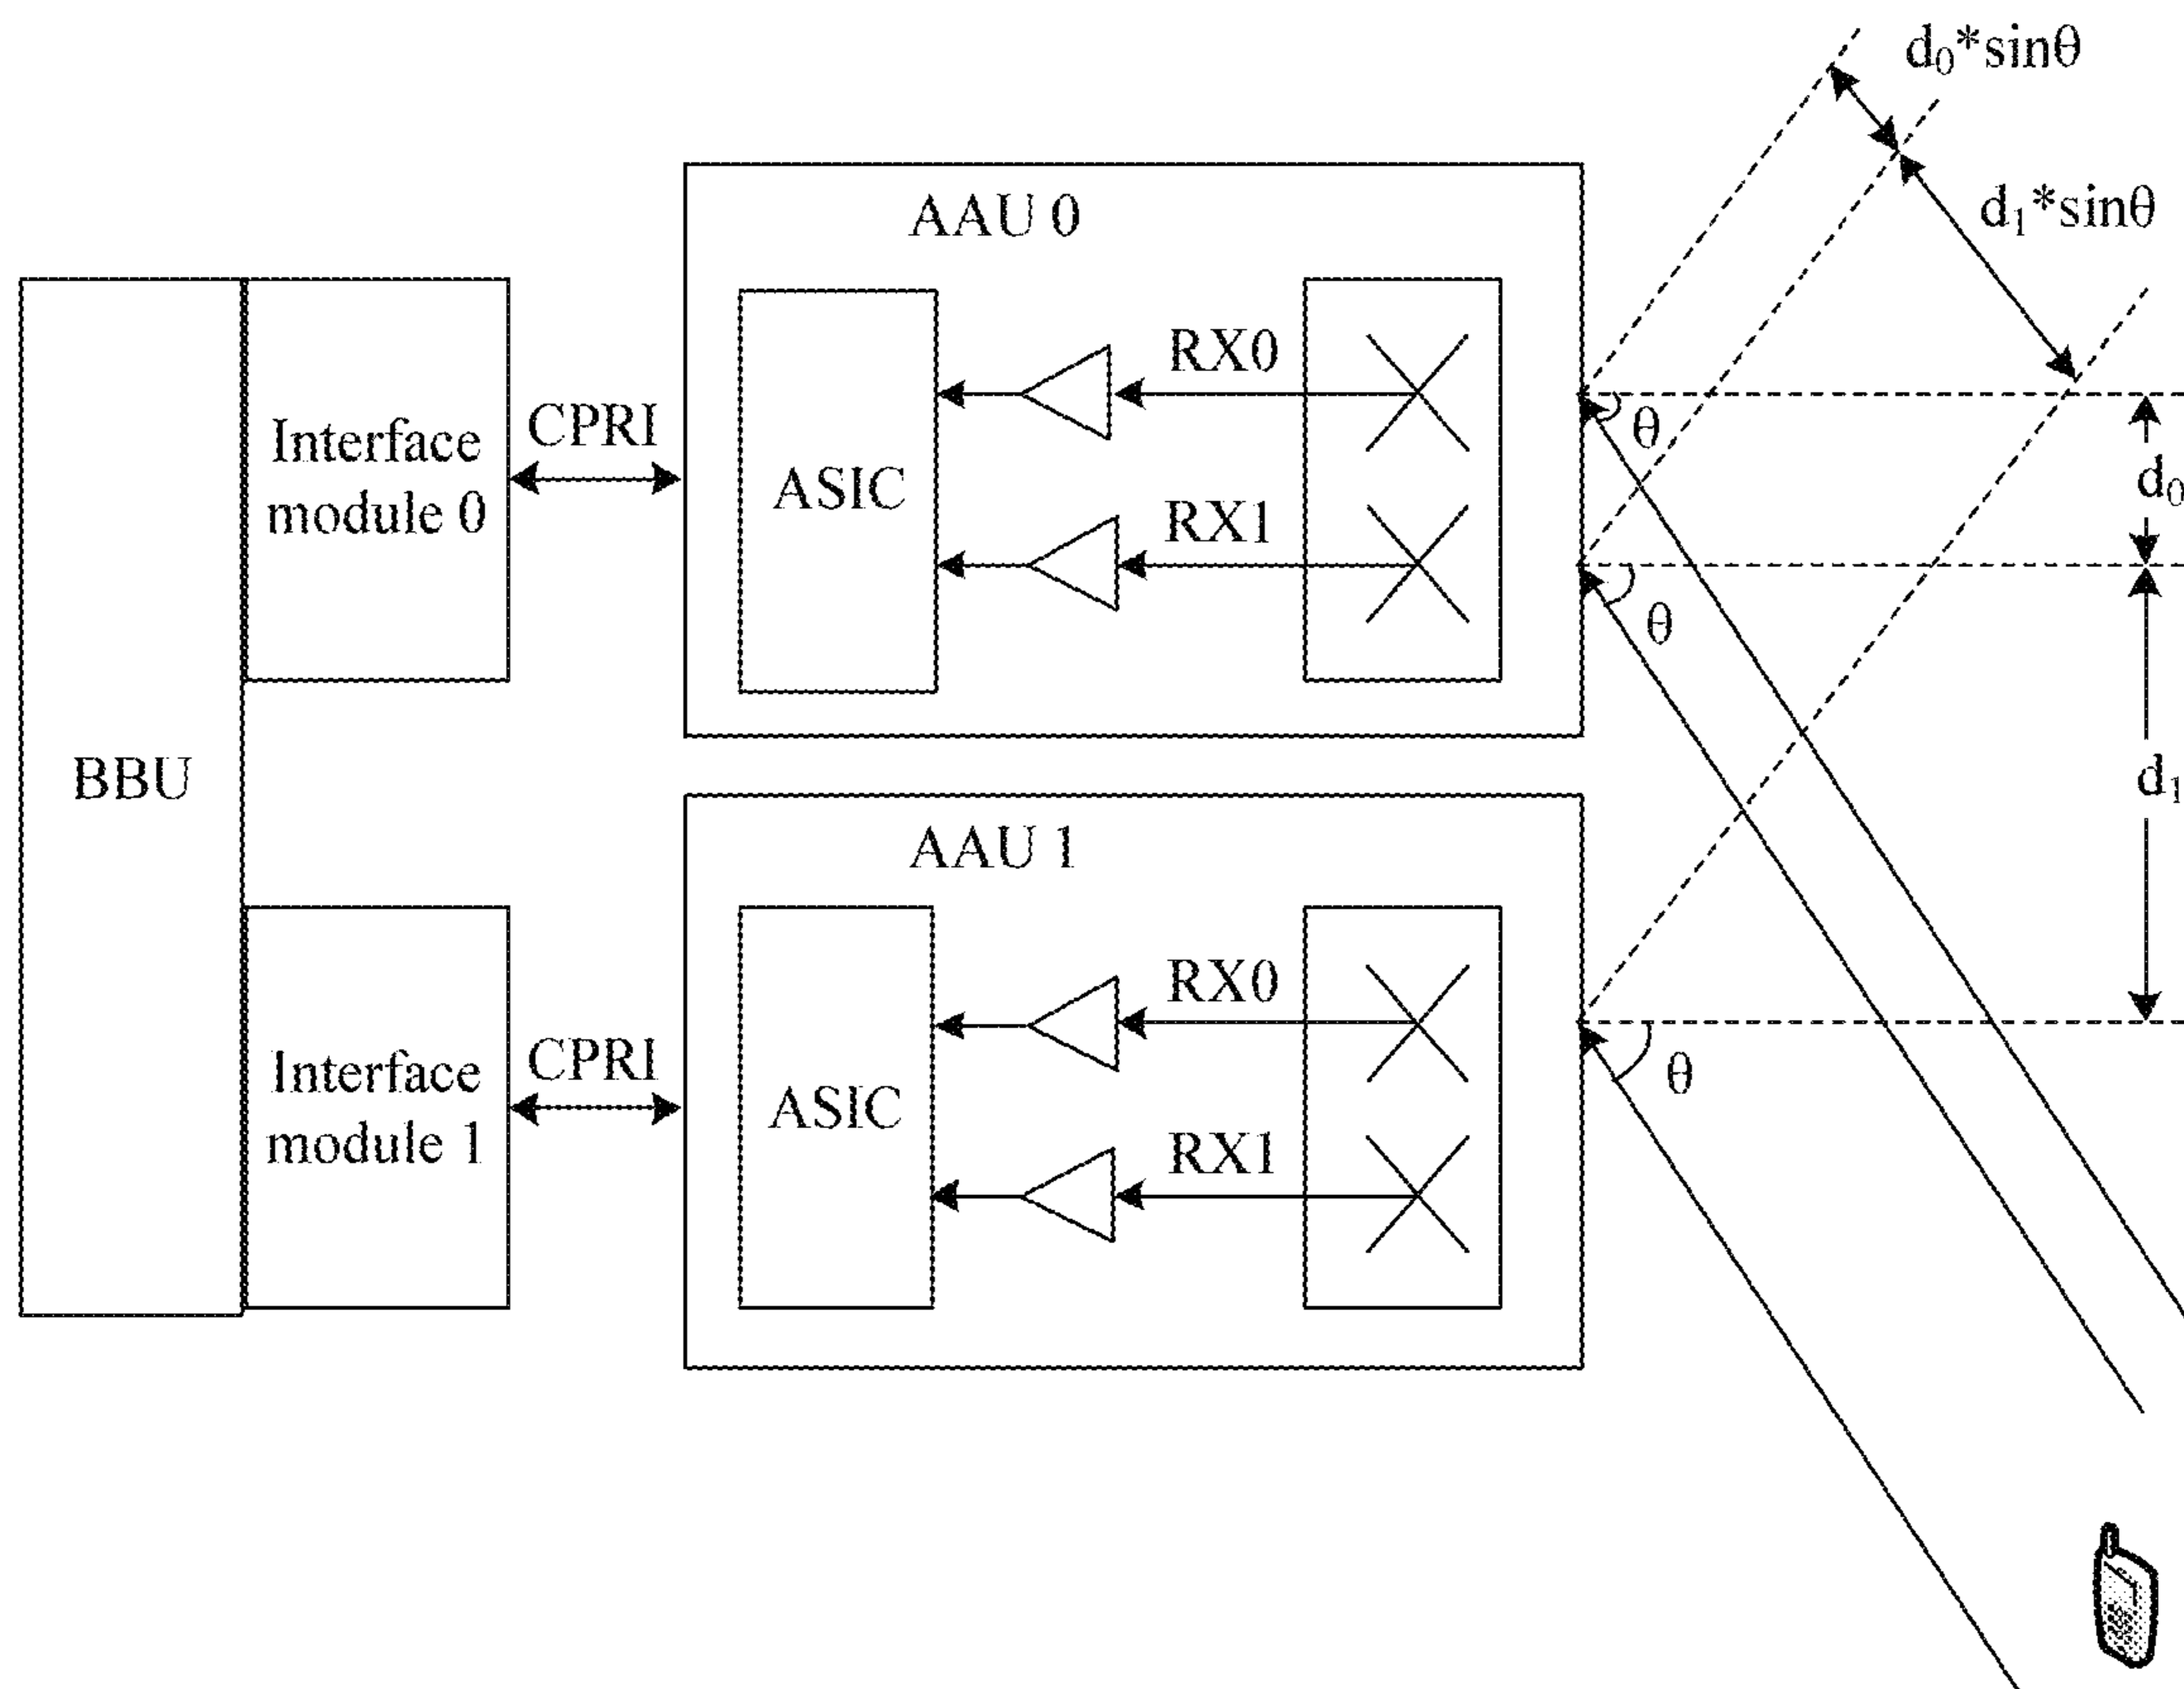 d₀*sinθ
d₁*sinθ
AAU 0
RX0
RX1
ASIC
Interface
module 0
CPRI
θ
θ
d₀
d₁
BBU
AAU 1
RX0
RX1
ASIC
Interface
module 1
CPRI
θ